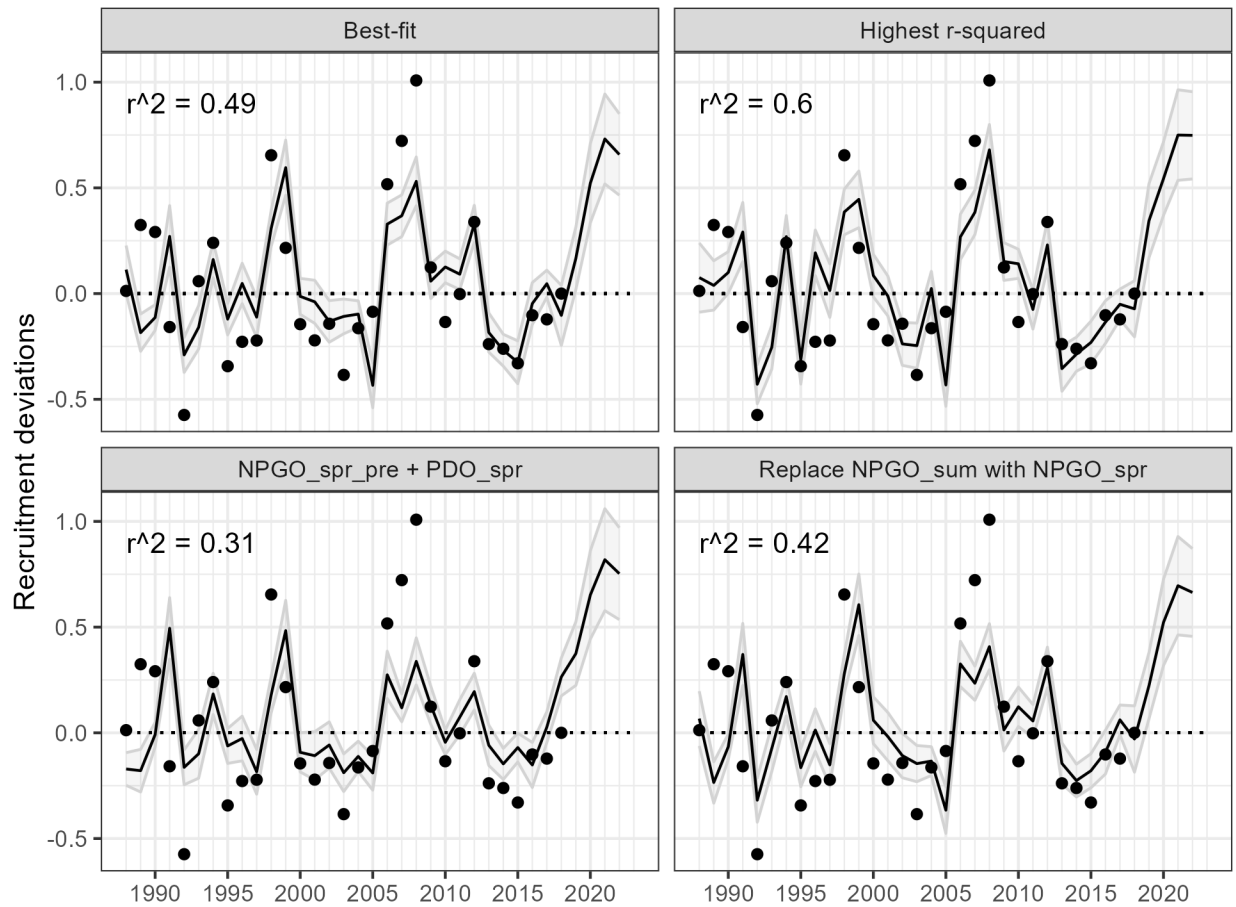 Best-fit
Highest r-squared
Recruitment deviations
1.0
0.5
0.0
-0.5
r^2 = 0.49
r^2 = 0.6
NPGO_spr_pre + PDO_spr
Replace NPGO_sum with NPGO_spr
1.0
0.5
0.0
-0.5
r^2 = 0.31
r^2 = 0.42
1990 1995 2000 2005 2010 2015 2020
1990 1995 2000 2005 2010 2015 2020